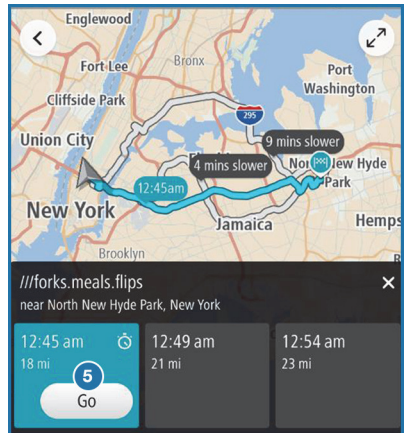 Englewood
Bronx
Fort Lee
Port
Washington
Cliffside Park
295
Union City
9 mins slower
4 mins slower
New Hyde
Park
12:45am
New York
Jamaica
Hemps
Brooklyn
///forks.meals.flips
near North New Hyde Park, New York
12:45 am
12:49 am
12:54 am
18 mi
21 mi
23 mi
5
Go